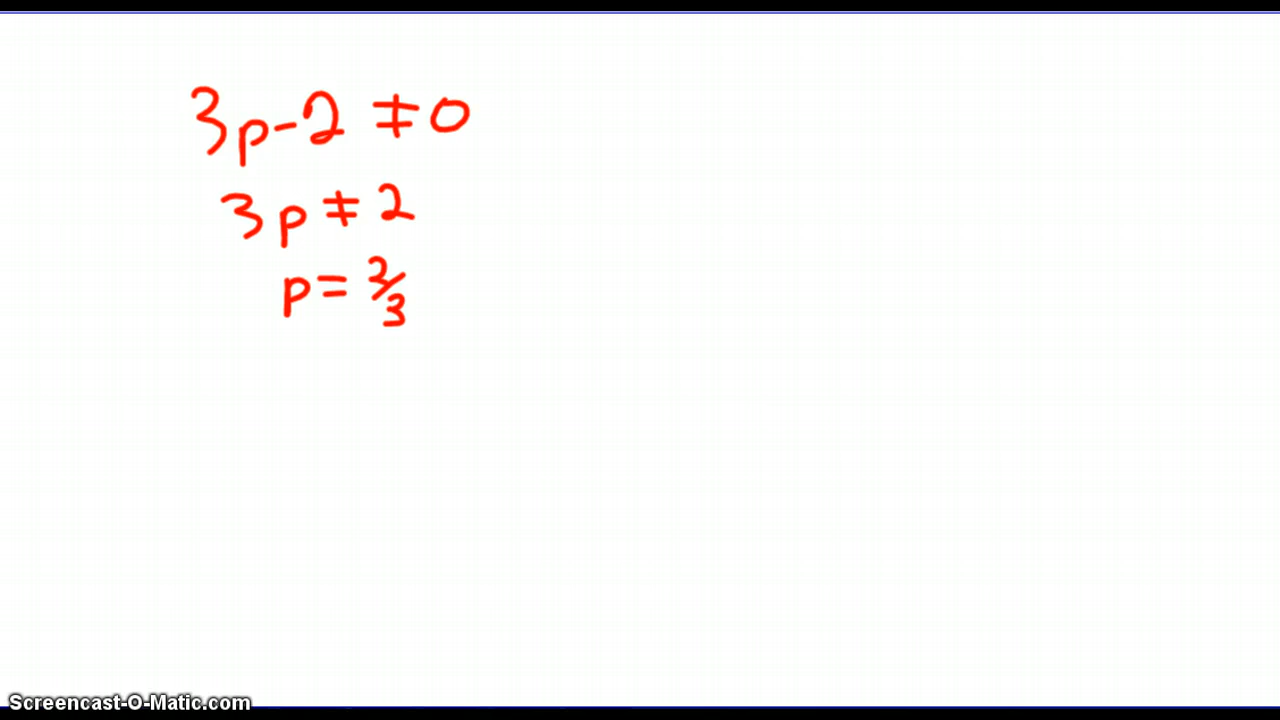 3p-2 ≠ 0
3p ≠ 2
p = 2/3
Screencast-O-Matic.com